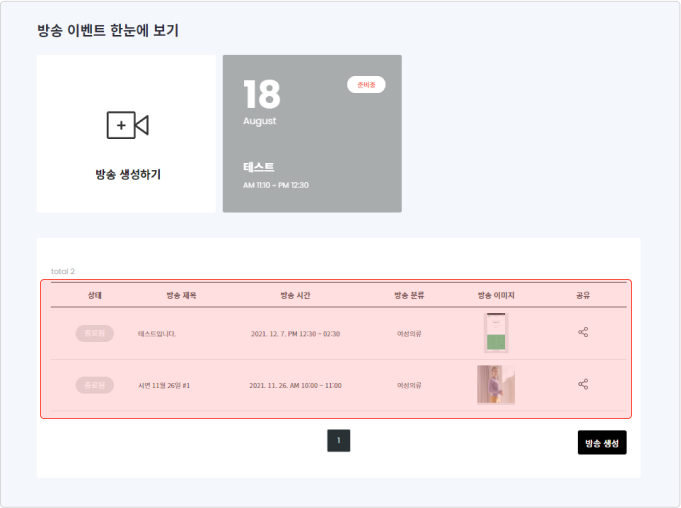 방송 이벤트 한눈에 보기
방송 생성하기
18
August
준비중
테스트
AM 11:10 ~ PM 12:30
total 2
상태 방송 제목 방송 시간 방송 분류 방송 이미지 공유
종료됨 테스트입니다. 2021. 12. 7. PM 12:30 ~ 02:30 여성의류
종료됨 시연 11월 26일 #1 2021. 11. 26. AM 10:00 ~ 11:00 여성의류
1
방송 생성